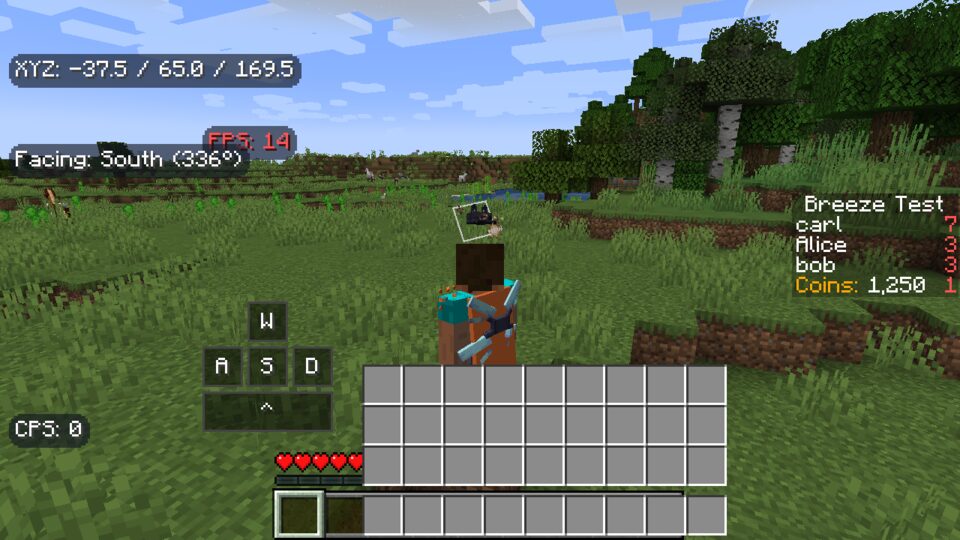 XYZ: -37.5 / 65.0 / 169.5
FPS: 14
Facing: South (336°)
Breeze Test
carl 7
Alice 3
bob 3
Coins: 1,250 1
W
A S D
^
CPS: 0